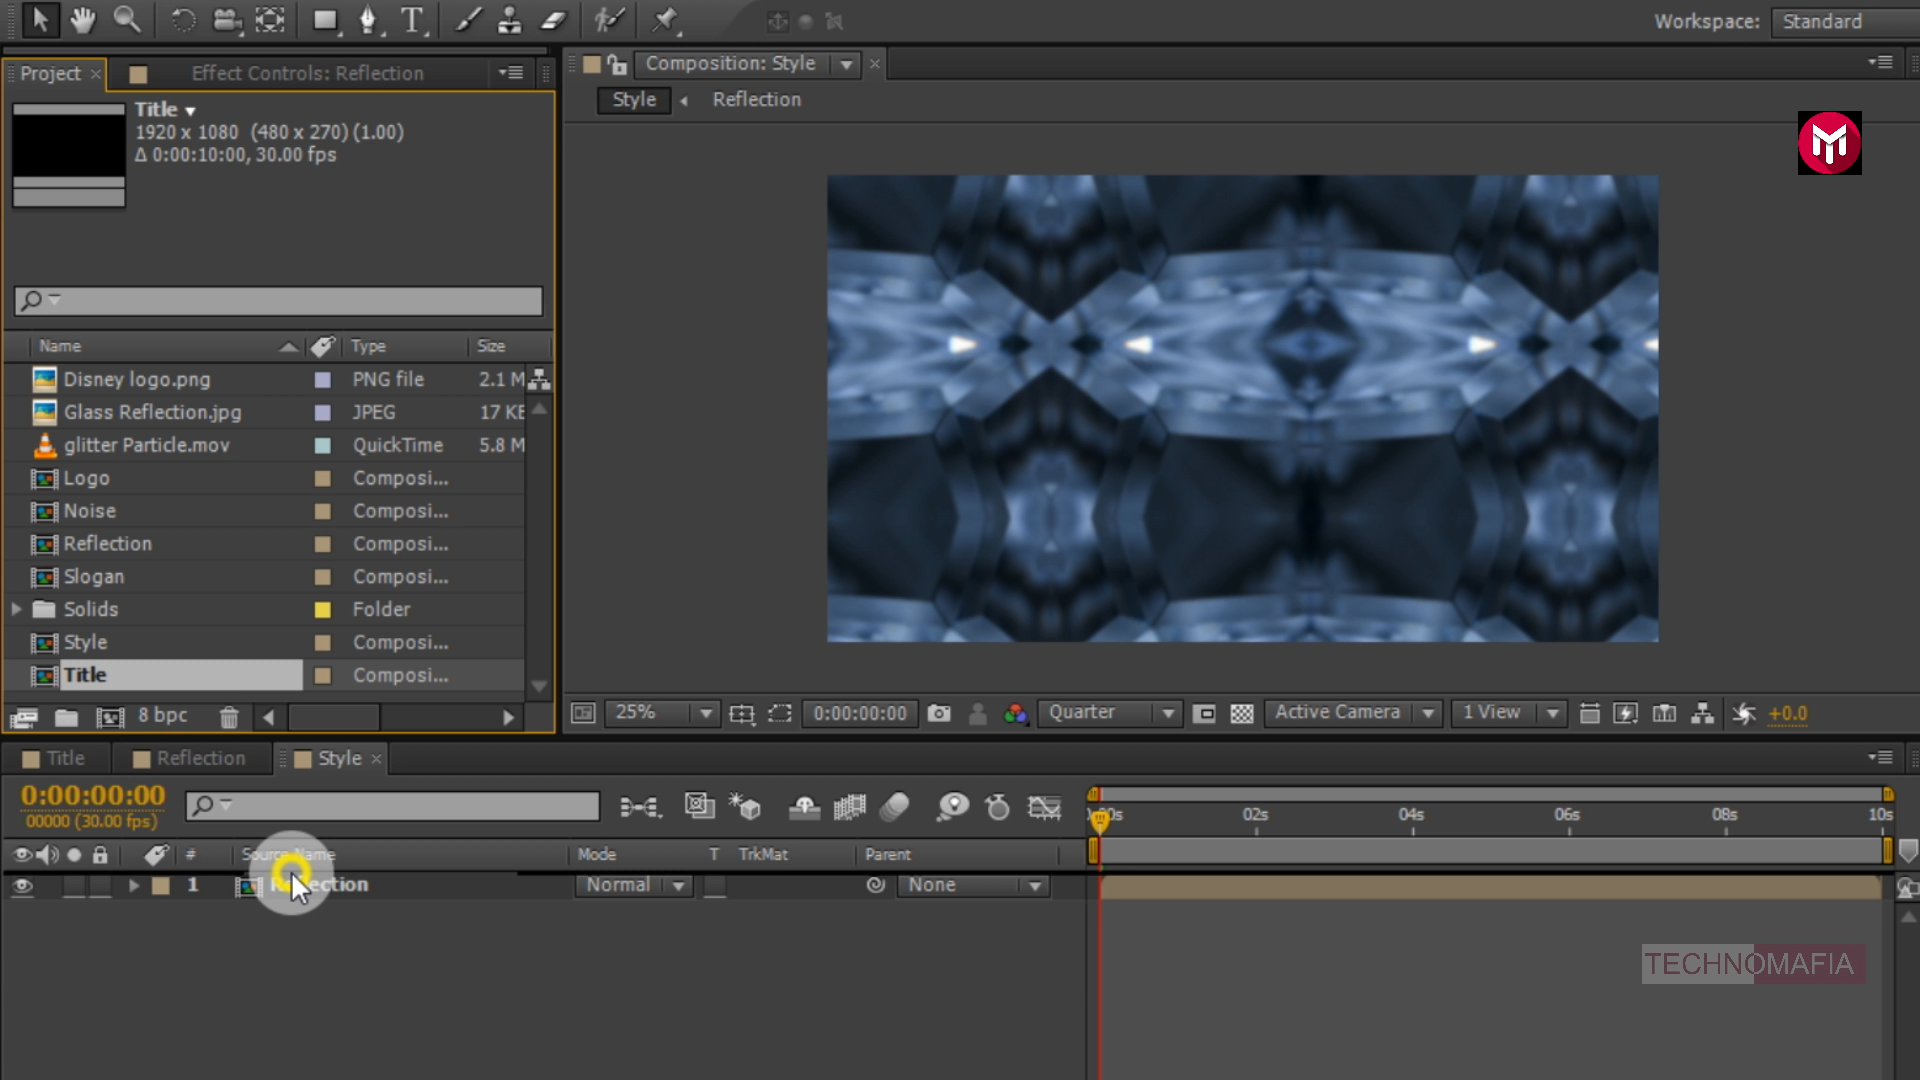 Workspace: Standard
Project × Effect Controls: Reflection
Composition: Style ×
Title
1920 x 1080 (480 x 270) (1.00)
Δ 0:00:10:00, 30.00 fps
Style Reflection
Name Type Size
Disney logo.png PNG file 2.1 M
Glass Reflection.jpg JPEG 17 KE
glitter Particle.mov QuickTime 5.8 M
Logo Composi...
Noise Composi...
Reflection Composi...
Slogan Composi...
Solids Folder
Style Composi...
Title Composi...
8 bpc
25% 0:00:00:00 Quarter Active Camera 1 View +0.0
Title Reflection Style ×
0:00:00:00
00000 (30.00 fps)
02s 04s 06s 08s 10s
# Source Name Mode T TrkMat Parent
1 Reflection Normal None
TECHNOMAFIA